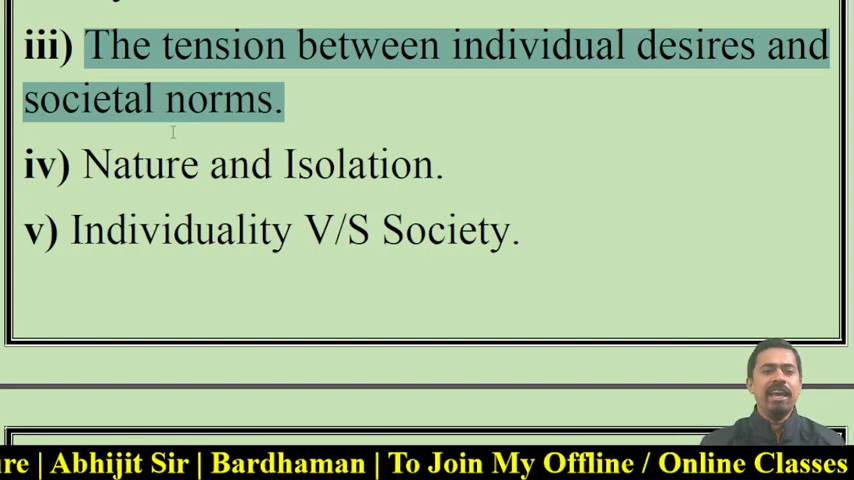 iii) The tension between individual desires and
societal norms.
iv) Nature and Isolation.
v) Individuality V/S Society.
| Abhijit Sir | Bardhaman | To Join My Offline / Online Classes